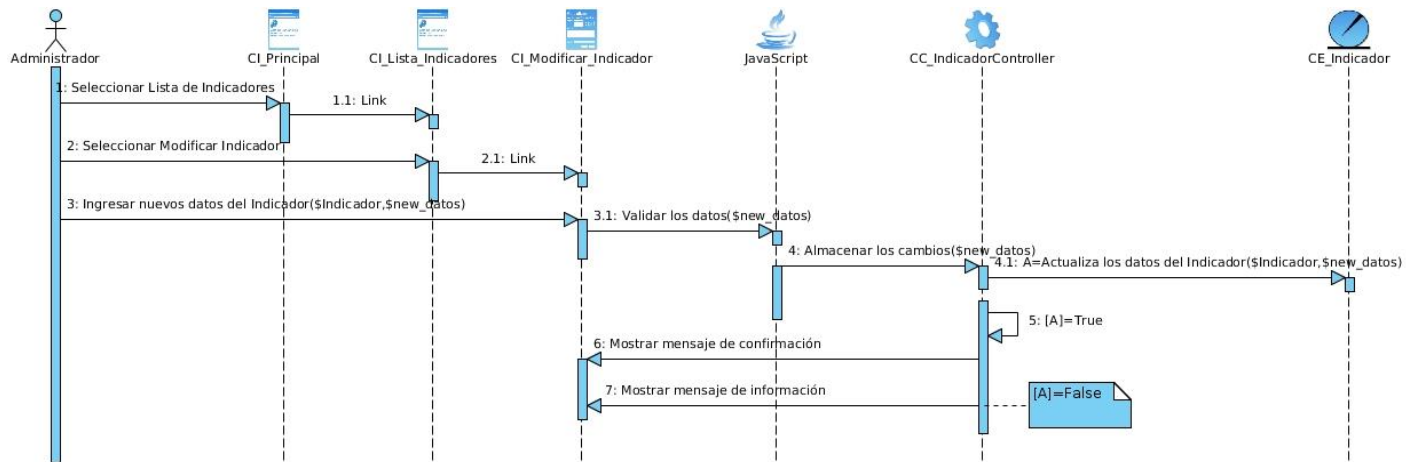 Administrador
CI_Principal
CI_Lista_Indicadores
CI_Modificar_Indicador
JavaScript
CC_IndicadorController
CE_Indicador
1: Seleccionar Lista de Indicadores
1.1: Link
2: Seleccionar Modificar Indicador
2.1: Link
3: Ingresar nuevos datos del Indicador($Indicador,$new_datos)
3.1: Validar los datos($new_datos)
4: Almacenar los cambios($new_datos)
4.1: A=Actualiza los datos del Indicador($Indicador,$new_datos)
5: [A]=True
6: Mostrar mensaje de confirmación
7: Mostrar mensaje de información
[A]=False